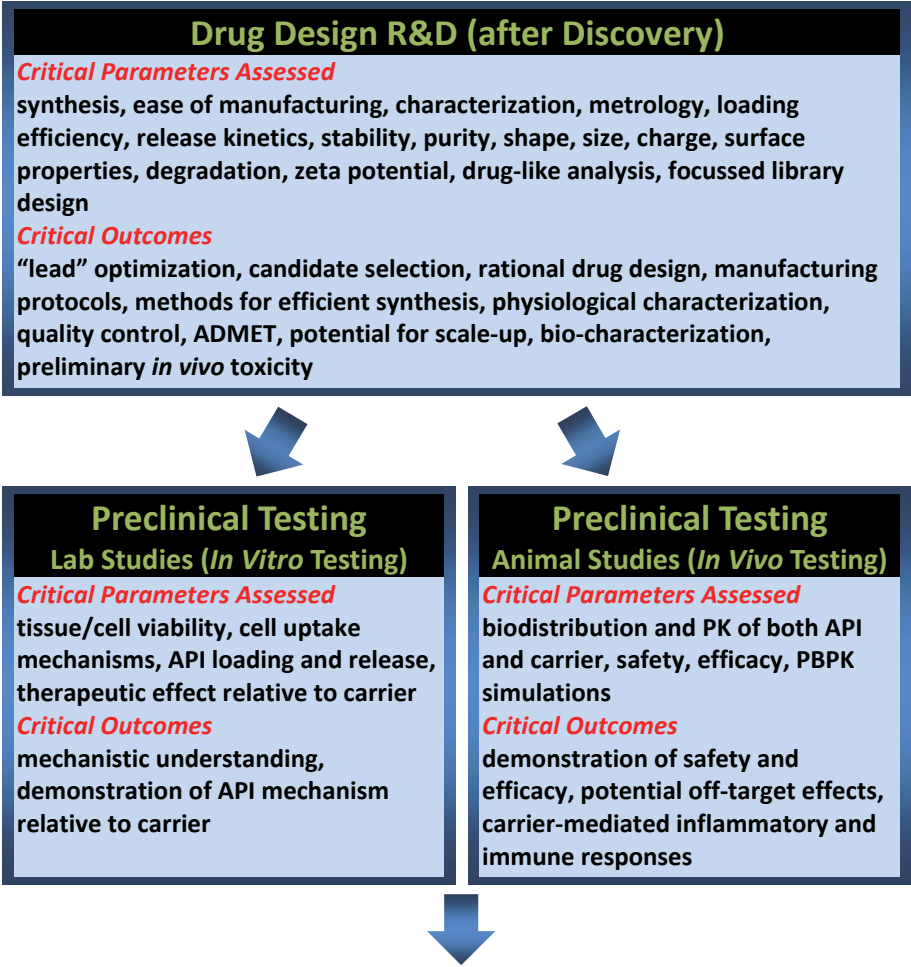 Drug Design R&D (after Discovery)
Critical Parameters Assessed
synthesis, ease of manufacturing, characterization, metrology, loading
efficiency, release kinetics, stability, purity, shape, size, charge, surface
properties, degradation, zeta potential, drug-like analysis, focussed library
design
Critical Outcomes
“lead” optimization, candidate selection, rational drug design, manufacturing
protocols, methods for efficient synthesis, physiological characterization,
quality control, ADMET, potential for scale-up, bio-characterization,
preliminary in vivo toxicity
Preclinical Testing
Lab Studies (In Vitro Testing)
Critical Parameters Assessed
tissue/cell viability, cell uptake
mechanisms, API loading and release,
therapeutic effect relative to carrier
Critical Outcomes
mechanistic understanding,
demonstration of API mechanism
relative to carrier
Preclinical Testing
Animal Studies (In Vivo Testing)
Critical Parameters Assessed
biodistribution and PK of both API
and carrier, safety, efficacy, PBPK
simulations
Critical Outcomes
demonstration of safety and
efficacy, potential off-target effects,
carrier-mediated inflammatory and
immune responses